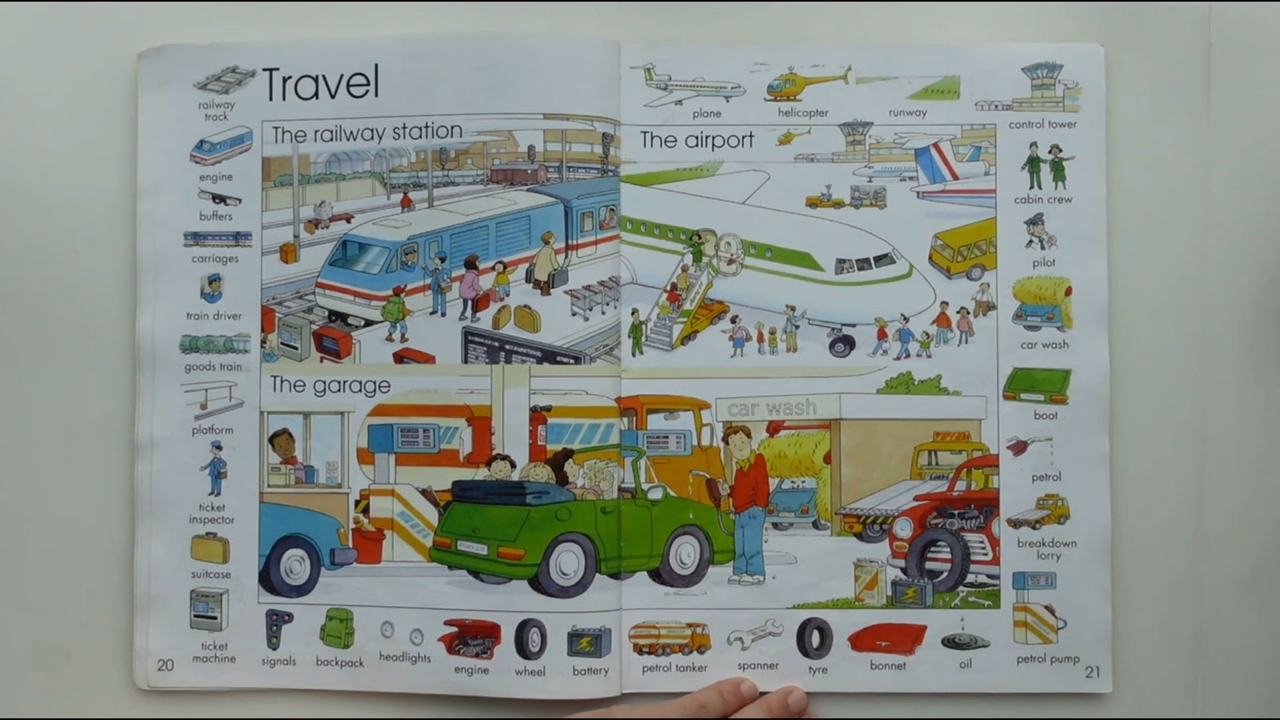 Travel
railway
track
engine
buffers
carriages
train driver
goods train
platform
ticket
inspector
suitcase
ticket
machine
20
The railway station
The garage
signals
backpack
headlights
engine
wheel
battery
plane
helicopter
runway
control tower
The airport
cabin crew
pilot
car wash
boot
petrol
breakdown
lorry
petrol pump
car wash
petrol tanker
spanner
tyre
bonnet
oil
21